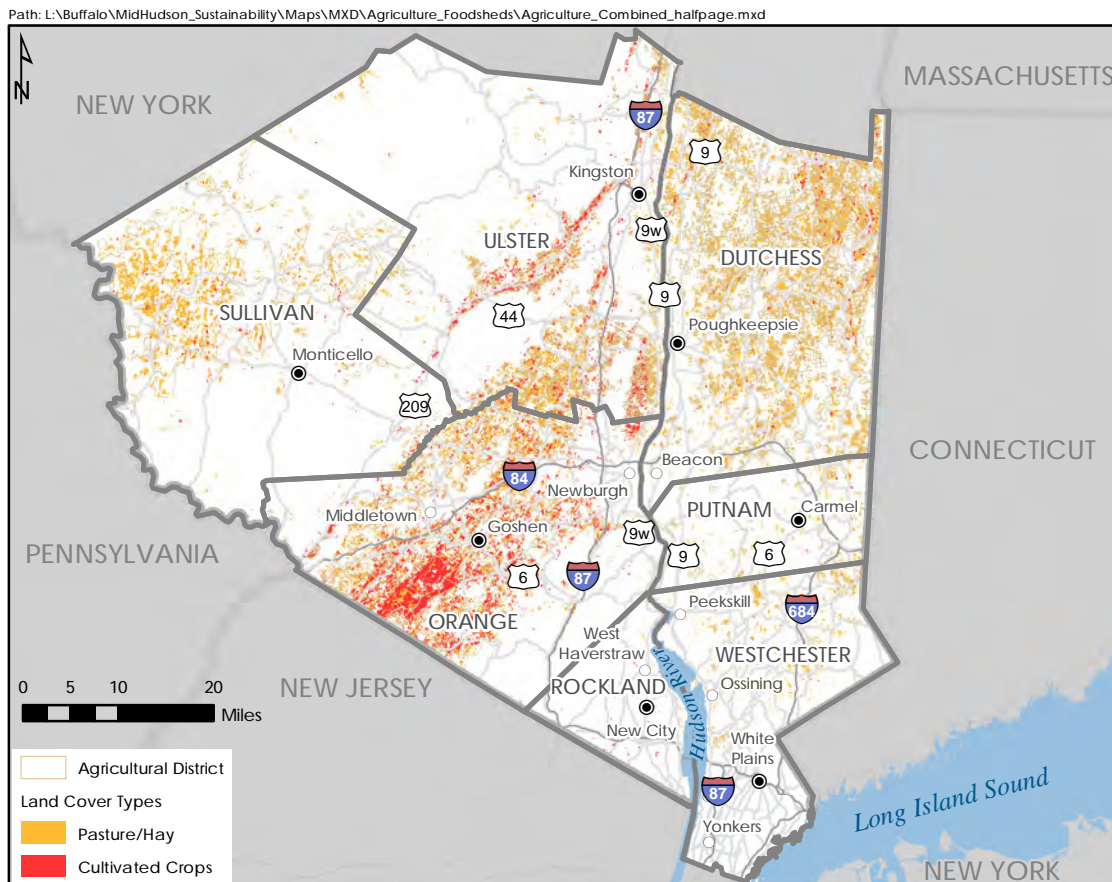 Path: L:\Buffalo\MidHudson_Sustainability\Maps\MXD\Agriculture_Foodsheds\Agriculture_Combined_halfpage.mxd
N
NEW YORK
MASSACHUSETTS
87
9
Kingston
9w
ULSTER
DUTCHESS
9
44
SULLIVAN
Poughkeepsie
Monticello
209
CONNECTICUT
84
Beacon
Newburgh
PUTNAM
Carmel
Middletown
Goshen
9w
9
6
PENNSYLVANIA
6
87
Peekskill
684
ORANGE
West
Haverstraw
WESTCHESTER
Hudson River
NEW JERSEY
ROCKLAND
Ossining
0 5 10 20
Miles
New City
White
Plains
87
Long Island Sound
Yonkers
NEW YORK
Agricultural District
Land Cover Types
Pasture/Hay
Cultivated Crops